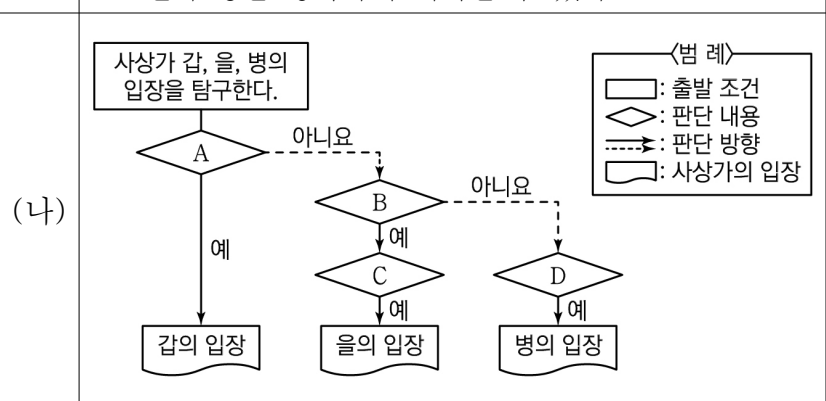 사상가 갑, 을, 병의
입장을 탐구한다.
〈범 례〉
: 출발 조건
: 판단 내용
: 판단 방향
: 사상가의 입장
(나)
A
아니요
B
아니요
예
예
C
D
예
예
갑의 입장
을의 입장
병의 입장